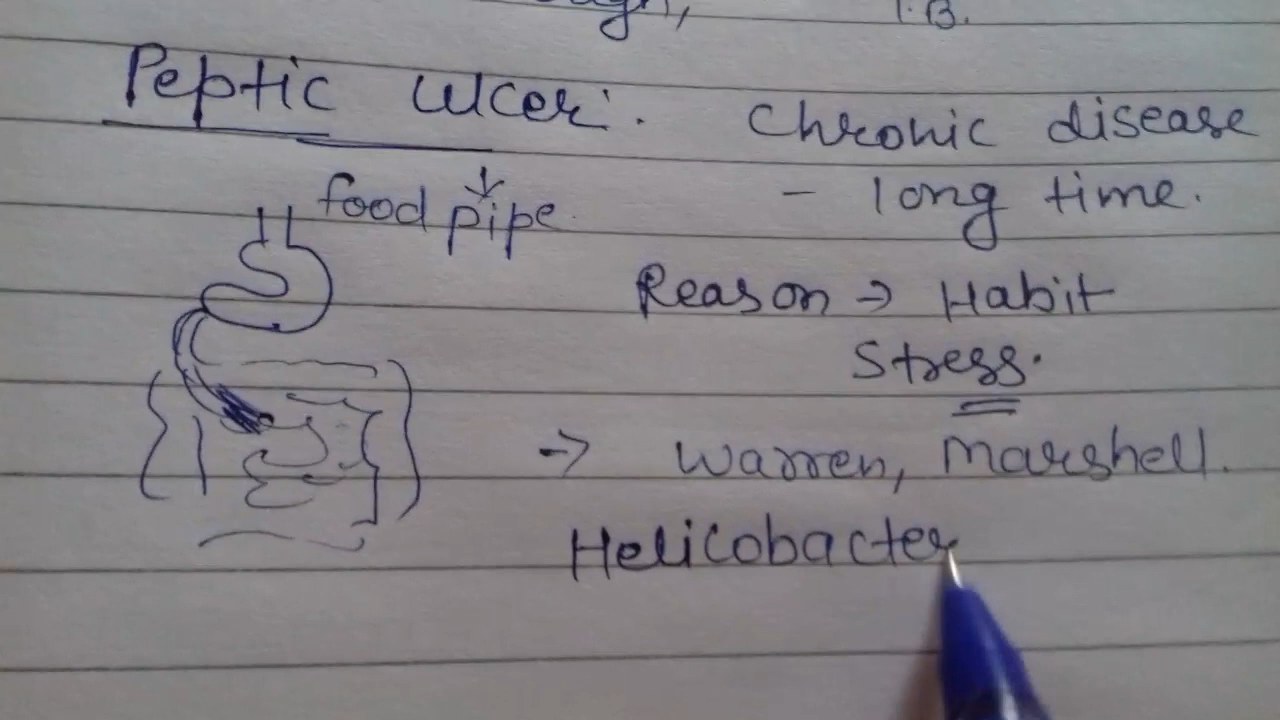 T.B.
Peptic ulcer: Chronic disease
food pipe - long time.
Reason → Habit
Stress.
→ Warren, Marshell.
Helicobacter